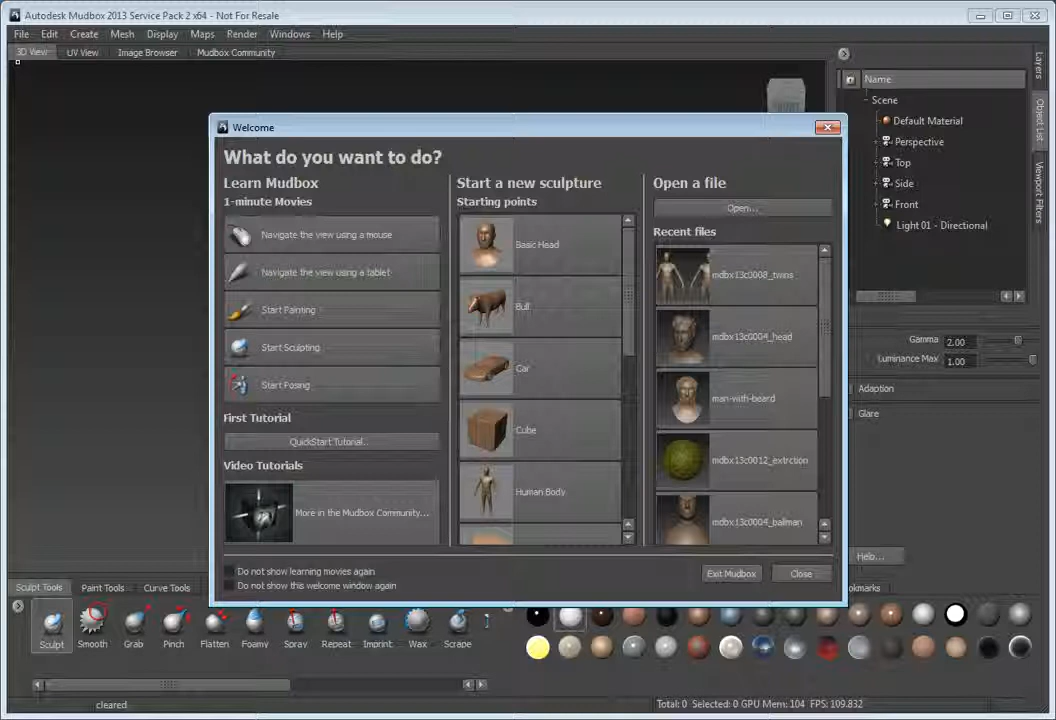 Autodesk Mudbox 2013 Service Pack 2 x64 - Not For Resale
File Edit Create Mesh Display Maps Render Windows Help
3D View UV View Image Browser Mudbox Community
Name
Scene
Default Material
Perspective
Top
Side
Front
Light 01 - Directional
Layers
Object List
Viewport Filters
Gamma 2.00
Luminance Max 1.00
Adaption
Glare
Help...
Welcome
What do you want to do?
Learn Mudbox
1-minute Movies
Navigate the view using a mouse
Navigate the view using a tablet
Start Painting
Start Sculpting
Start Posing
First Tutorial
QuickStart Tutorial..
Video Tutorials
More in the Mudbox Community...
Start a new sculpture
Starting points
Basic Head
Bull
Car
Cube
Human Body
Open a file
Open...
Recent files
mdbx13c0008_twins
mdbx13c0004_head
man-with-beard
mdbx13c0012_extrction
mdbx13c0004_ballman
Do not show learning movies again
Do not show this welcome window again
Exit Mudbox Close
Sculpt Tools Paint Tools Curve Tools
okmarks
Sculpt Smooth Grab Pinch Flatten Foamy Spray Repeat Imprint Wax Scrape
cleared
Total: 0 Selected: 0 GPU Mem: 104 FPS: 109.832